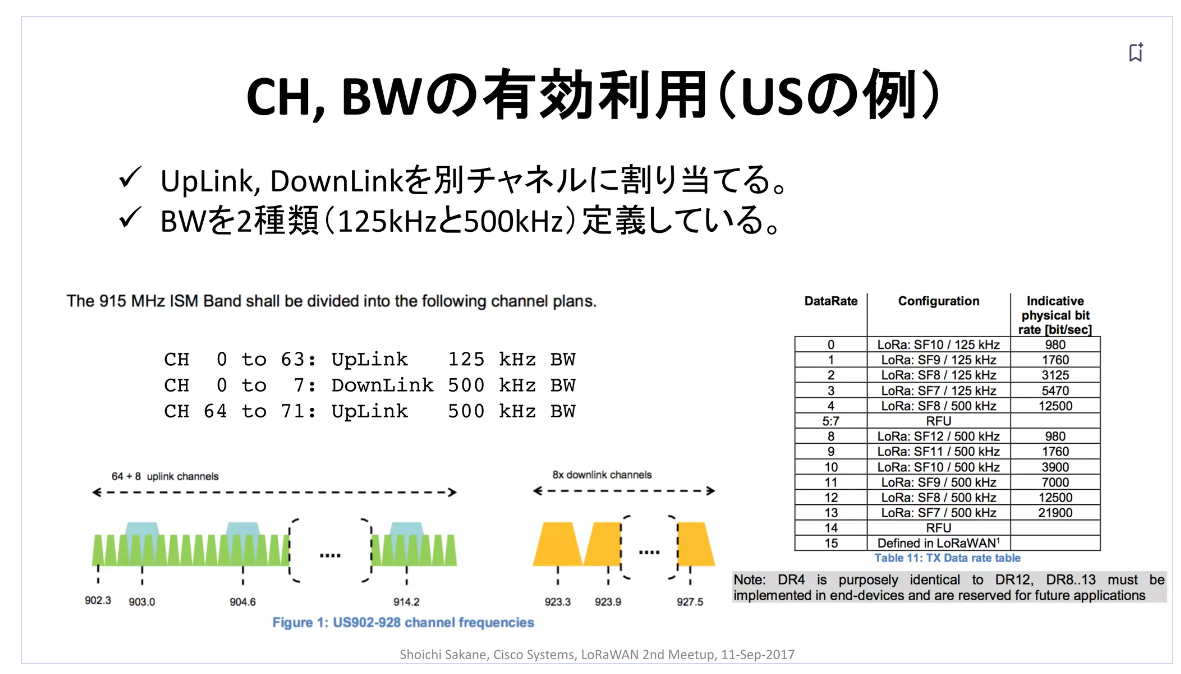 CH, BWの有効利用（USの例）
✓ UpLink, DownLinkを別チャネルに割り当てる。
✓ BWを2種類（125kHzと500kHz）定義している。
The 915 MHz ISM Band shall be divided into the following channel plans.
CH 0 to 63: UpLink 125 kHz BW
CH 0 to 7: DownLink 500 kHz BW
CH 64 to 71: UpLink 500 kHz BW
64 + 8 uplink channels
8x downlink channels
....
....
902.3 903.0 904.6 914.2
923.3 923.9 927.5
Figure 1: US902-928 channel frequencies
DataRate Configuration Indicative
physical bit
rate [bit/sec]
0 LoRa: SF10 / 125 kHz 980
1 LoRa: SF9 / 125 kHz 1760
2 LoRa: SF8 / 125 kHz 3125
3 LoRa: SF7 / 125 kHz 5470
4 LoRa: SF8 / 500 kHz 12500
5:7 RFU
8 LoRa: SF12 / 500 kHz 980
9 LoRa: SF11 / 500 kHz 1760
10 LoRa: SF10 / 500 kHz 3900
11 LoRa: SF9 / 500 kHz 7000
12 LoRa: SF8 / 500 kHz 12500
13 LoRa: SF7 / 500 kHz 21900
14 RFU
15 Defined in LoRaWAN¹
Table 11: TX Data rate table
Note: DR4 is purposely identical to DR12, DR8..13 must be
implemented in end-devices and are reserved for future applications
Shoichi Sakane, Cisco Systems, LoRaWAN 2nd Meetup, 11-Sep-2017